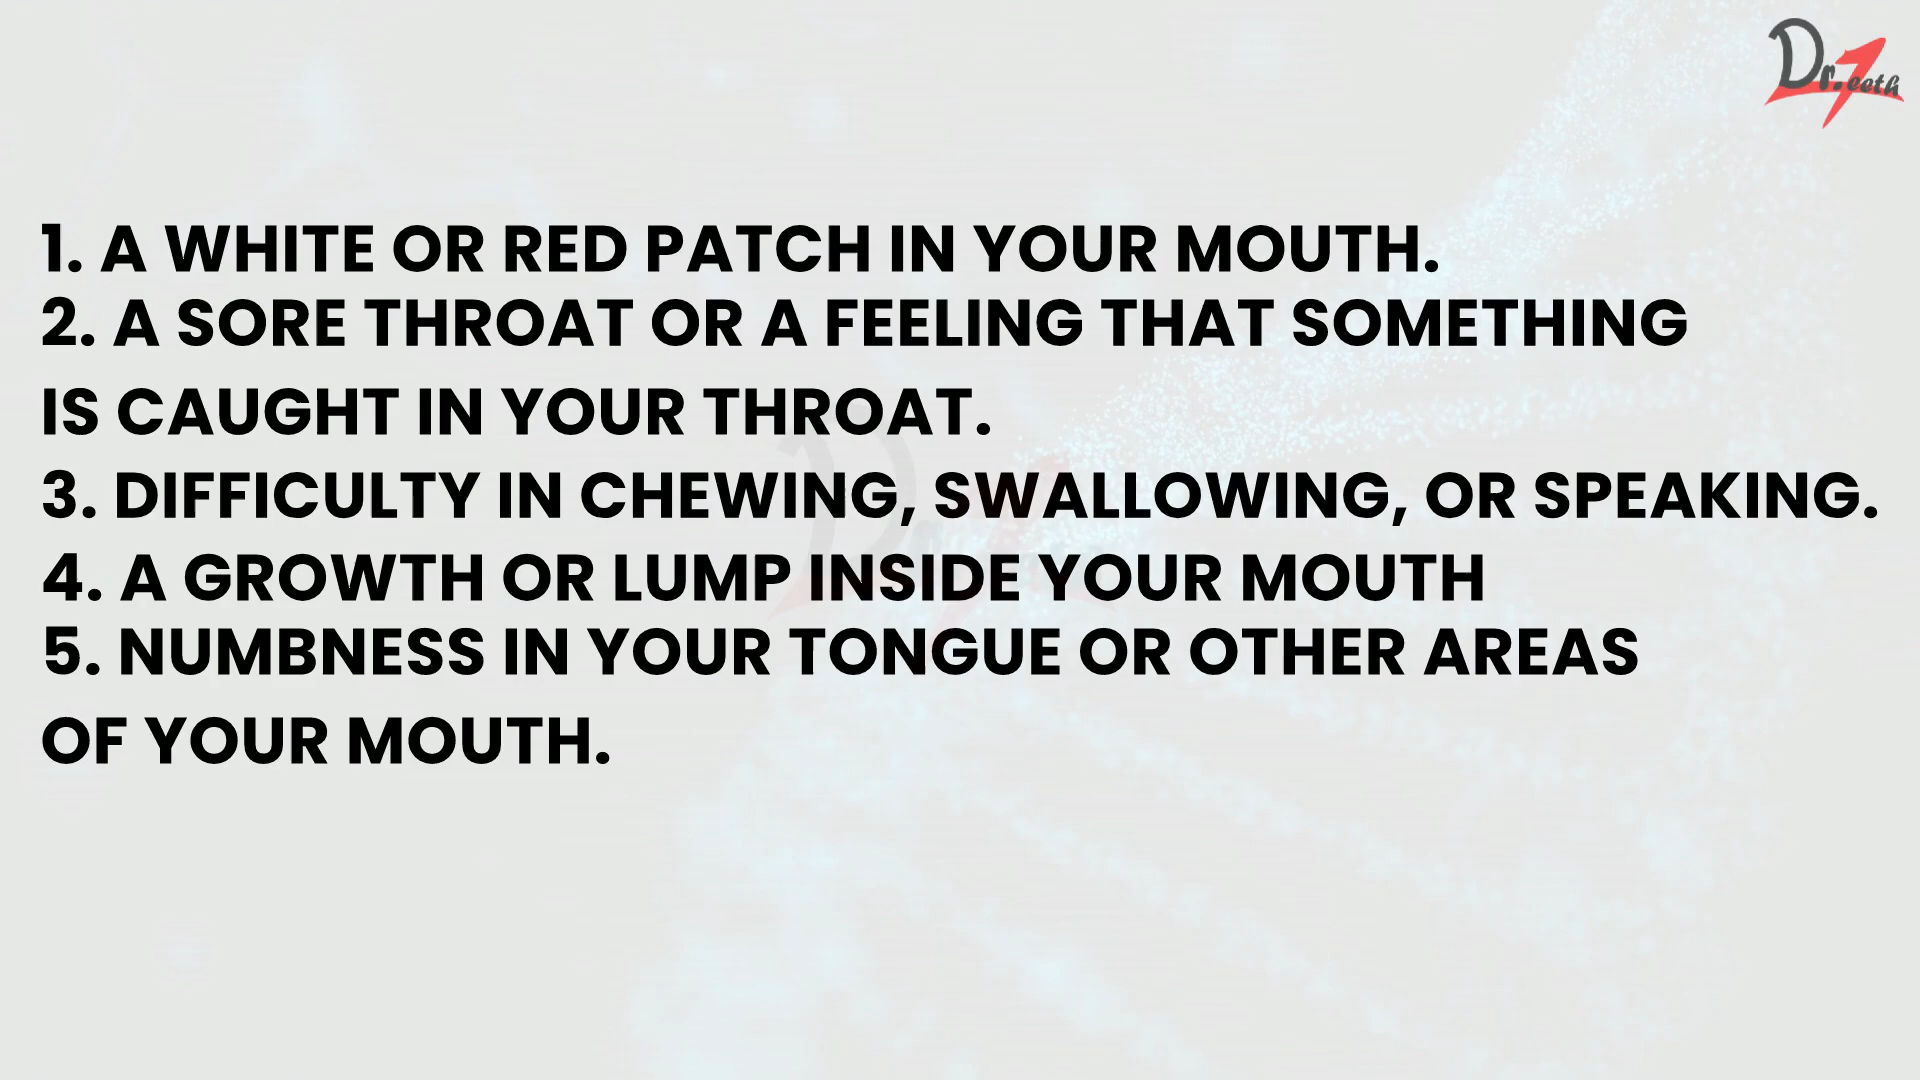 Dr.Teeth
1. A WHITE OR RED PATCH IN YOUR MOUTH.
2. A SORE THROAT OR A FEELING THAT SOMETHING
IS CAUGHT IN YOUR THROAT.
3. DIFFICULTY IN CHEWING, SWALLOWING, OR SPEAKING.
4. A GROWTH OR LUMP INSIDE YOUR MOUTH
5. NUMBNESS IN YOUR TONGUE OR OTHER AREAS
OF YOUR MOUTH.